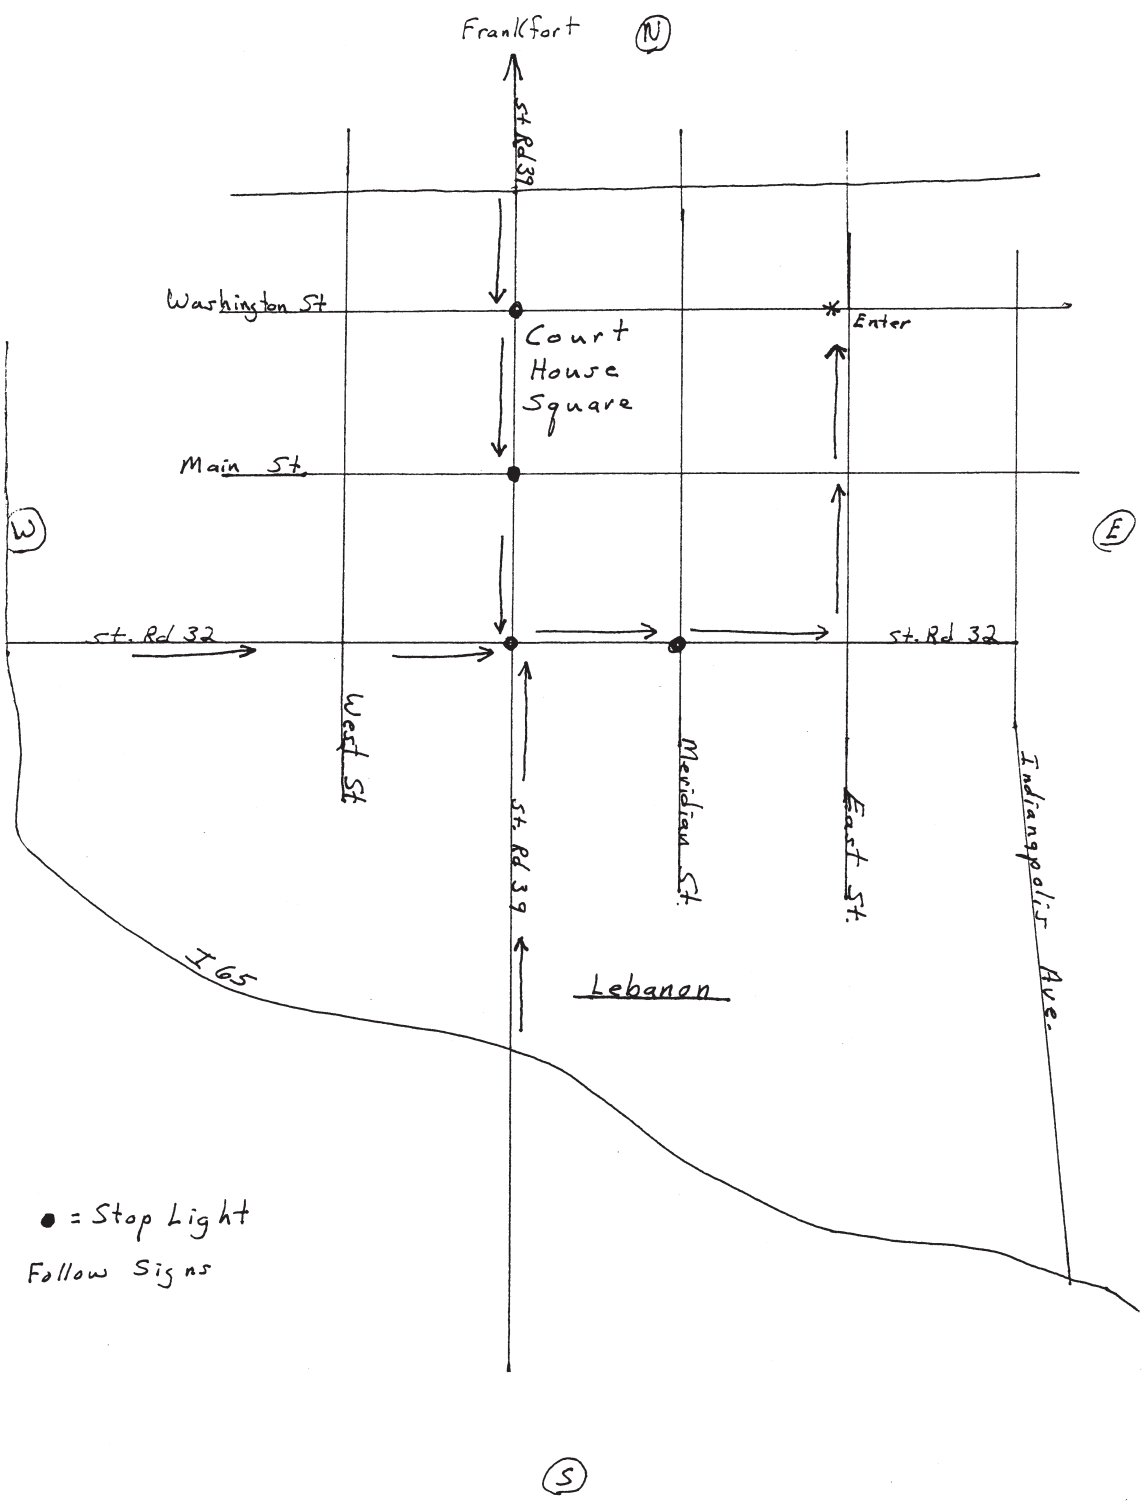 Frankfort
N
St Rd 39
Washington St
Enter
Court
House
Square
Main St.
W
E
St. Rd 32
St. Rd 32
West St
Meridian St.
East St.
Indianapolis Ave.
St. Rd 39
I 65
Lebanon
● = Stop Light
Follow Signs
S